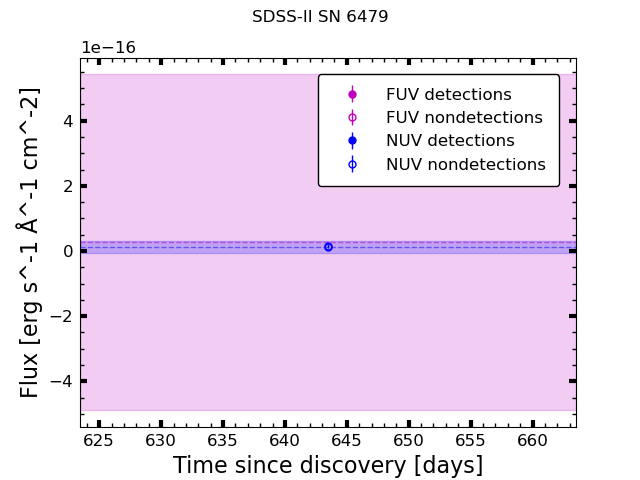 SDSS-II SN 6479
1e−16
FUV detections
FUV nondetections
NUV detections
NUV nondetections
4
2
0
−2
−4
Flux [erg s^-1 Å^-1 cm^-2]
625 630 635 640 645 650 655 660
Time since discovery [days]